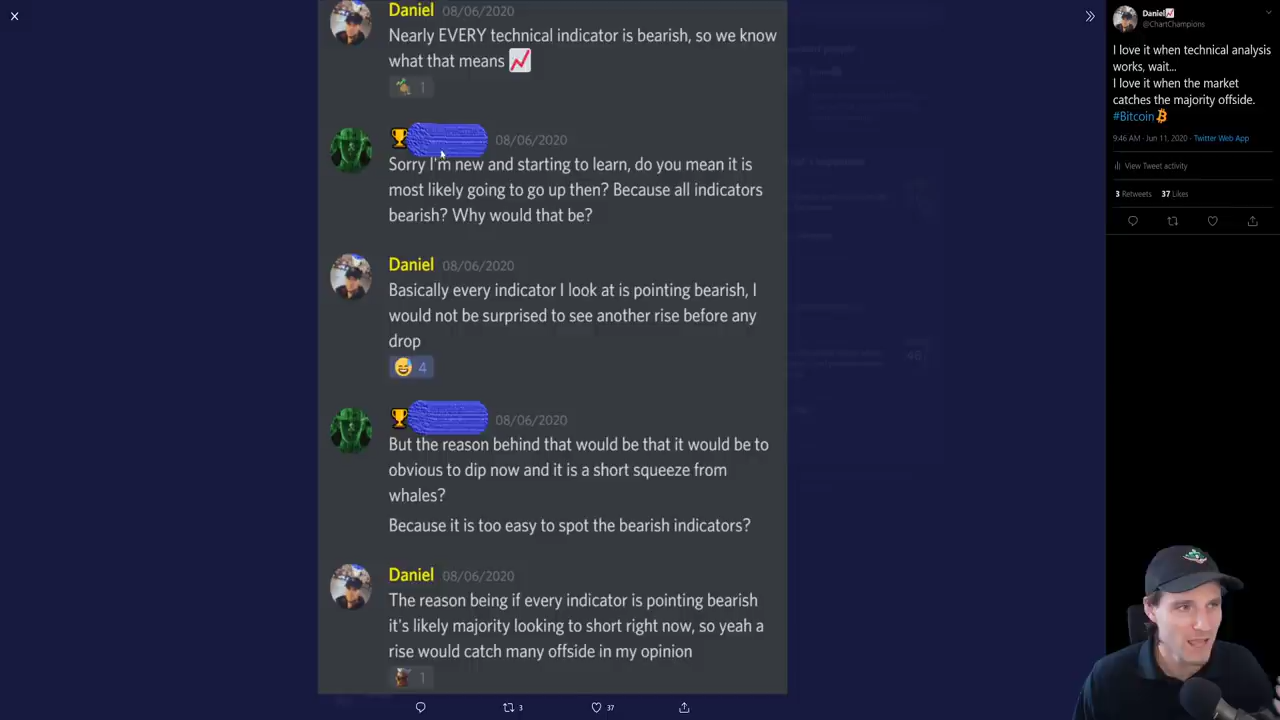 Daniel 08/06/2020
Nearly EVERY technical indicator is bearish, so we know
what that means
1
08/06/2020
Sorry I'm new and starting to learn, do you mean it is
most likely going to go up then? Because all indicators
bearish? Why would that be?
Daniel 08/06/2020
Basically every indicator I look at is pointing bearish, I
would not be surprised to see another rise before any
drop
4
08/06/2020
But the reason behind that would be that it would be to
obvious to dip now and it is a short squeeze from
whales?
Because it is too easy to spot the bearish indicators?
Daniel 08/06/2020
The reason being if every indicator is pointing bearish
it's likely majority looking to short right now, so yeah a
rise would catch many offside in my opinion
1
3 37
Daniel
@ChartChampions
I love it when technical analysis
works, wait...
I love it when the market
catches the majority offside.
#Bitcoin
9:46 AM · Jun 11, 2020 · Twitter Web App
View Tweet activity
3 Retweets 37 Likes